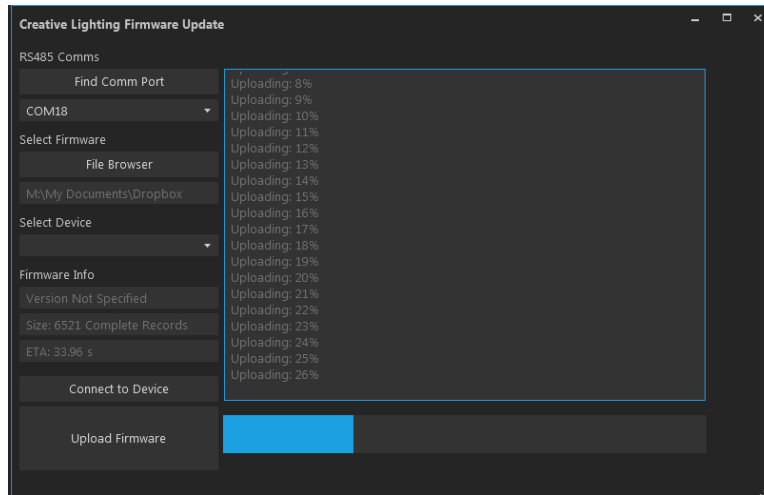 Creative Lighting Firmware Update
RS485 Comms
Find Comm Port
COM18
Select Firmware
File Browser
M:\My Documents\Dropbox
Select Device
Firmware Info
Version Not Specified
Size: 6521 Complete Records
ETA: 33.96 s
Connect to Device
Upload Firmware
Uploading: 8%
Uploading: 9%
Uploading: 10%
Uploading: 11%
Uploading: 12%
Uploading: 13%
Uploading: 14%
Uploading: 15%
Uploading: 16%
Uploading: 17%
Uploading: 18%
Uploading: 19%
Uploading: 20%
Uploading: 21%
Uploading: 22%
Uploading: 23%
Uploading: 24%
Uploading: 25%
Uploading: 26%